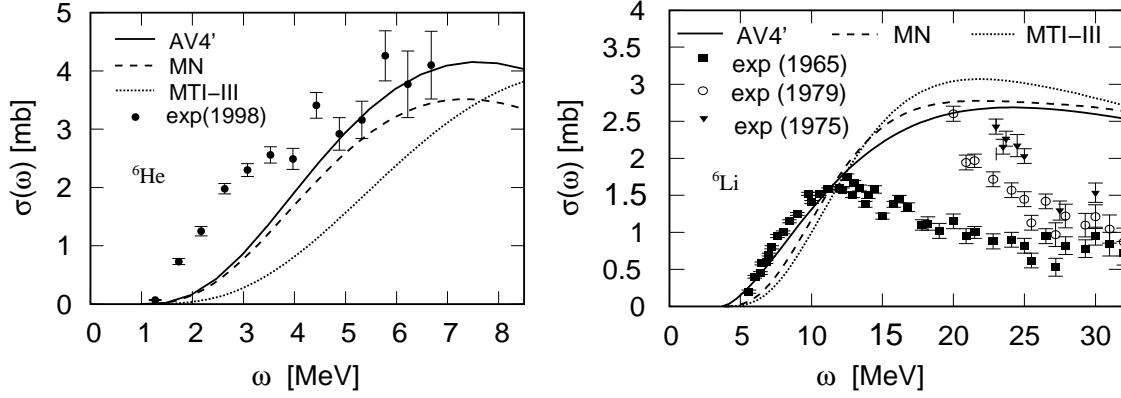 σ(ω) [mb]
5
4
3
2
1
0
AV4'
MN
MTI−III
exp(1998)
⁶He
0 1 2 3 4 5 6 7 8
ω [MeV]
σ(ω) [mb]
4
3.5
3
2.5
2
1.5
1
0.5
0
AV4' MN MTI−III
exp (1965)
exp (1979)
exp (1975)
⁶Li
0 5 10 15 20 25 30
ω [MeV]